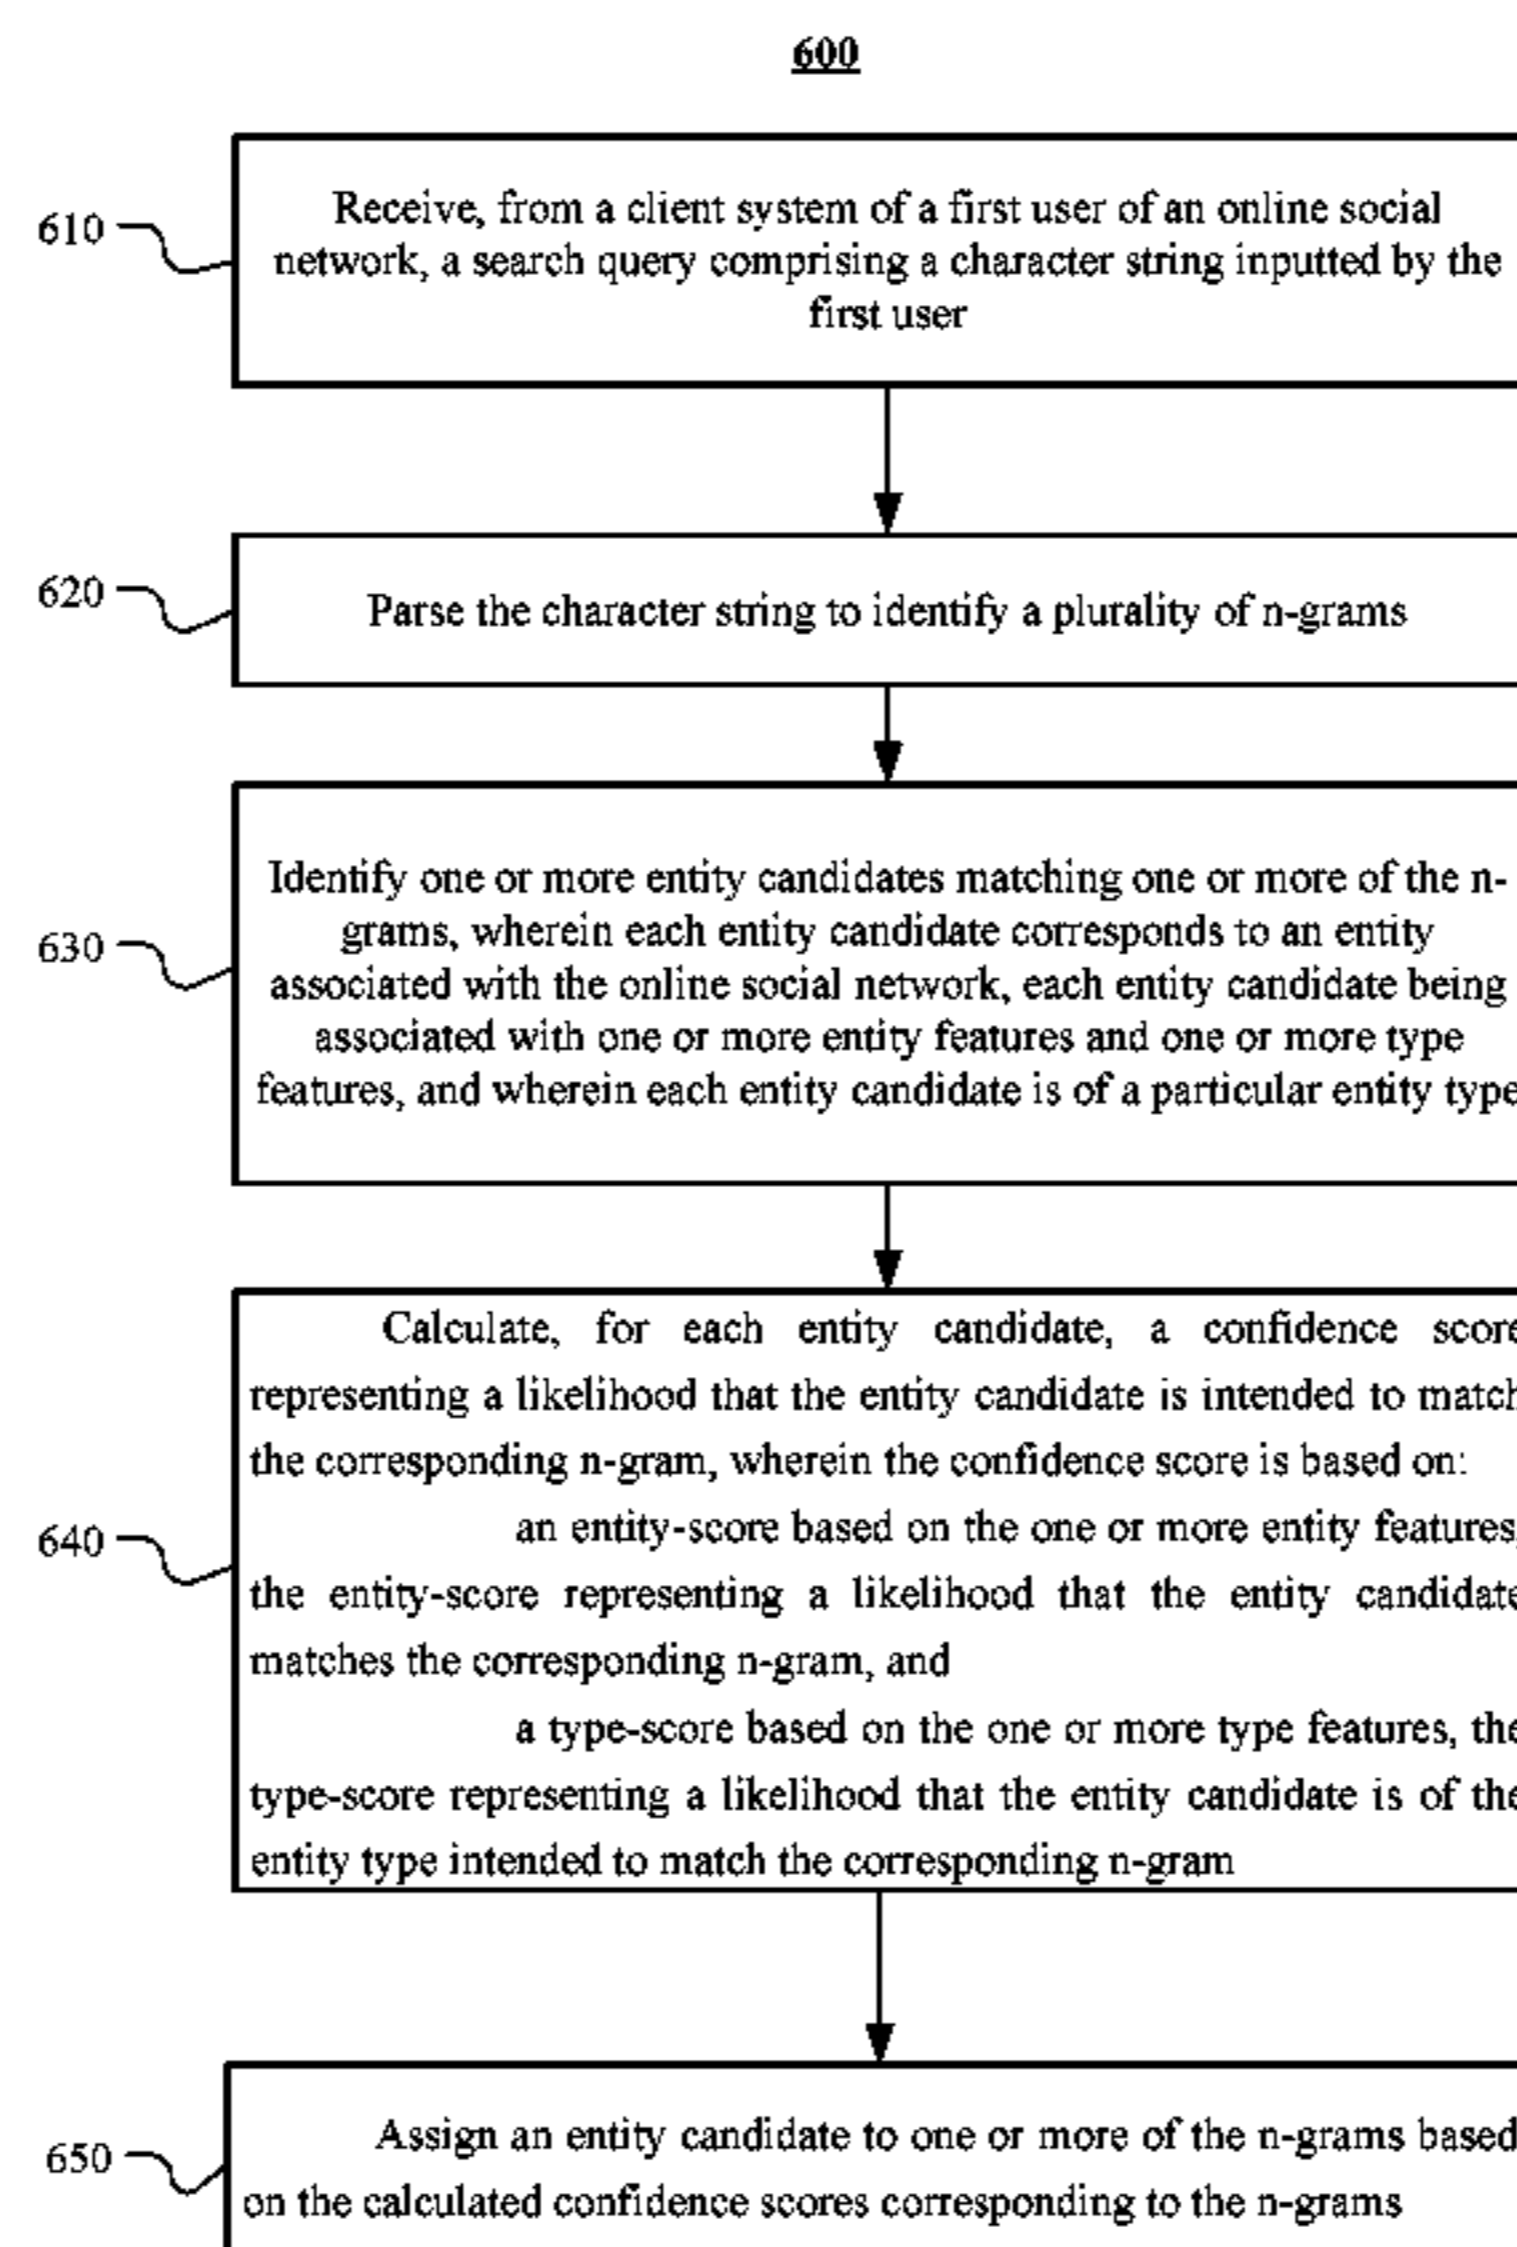 600
610
Receive, from a client system of a first user of an online social
network, a search query comprising a character string inputted by the
first user
620
Parse the character string to identify a plurality of n-grams
630
Identify one or more entity candidates matching one or more of the n-
grams, wherein each entity candidate corresponds to an entity
associated with the online social network, each entity candidate being
associated with one or more entity features and one or more type
features, and wherein each entity candidate is of a particular entity type
640
Calculate, for each entity candidate, a confidence score
representing a likelihood that the entity candidate is intended to match
the corresponding n-gram, wherein the confidence score is based on:
an entity-score based on the one or more entity features,
the entity-score representing a likelihood that the entity candidate
matches the corresponding n-gram, and
a type-score based on the one or more type features, the
type-score representing a likelihood that the entity candidate is of the
entity type intended to match the corresponding n-gram
650
Assign an entity candidate to one or more of the n-grams based
on the calculated confidence scores corresponding to the n-grams